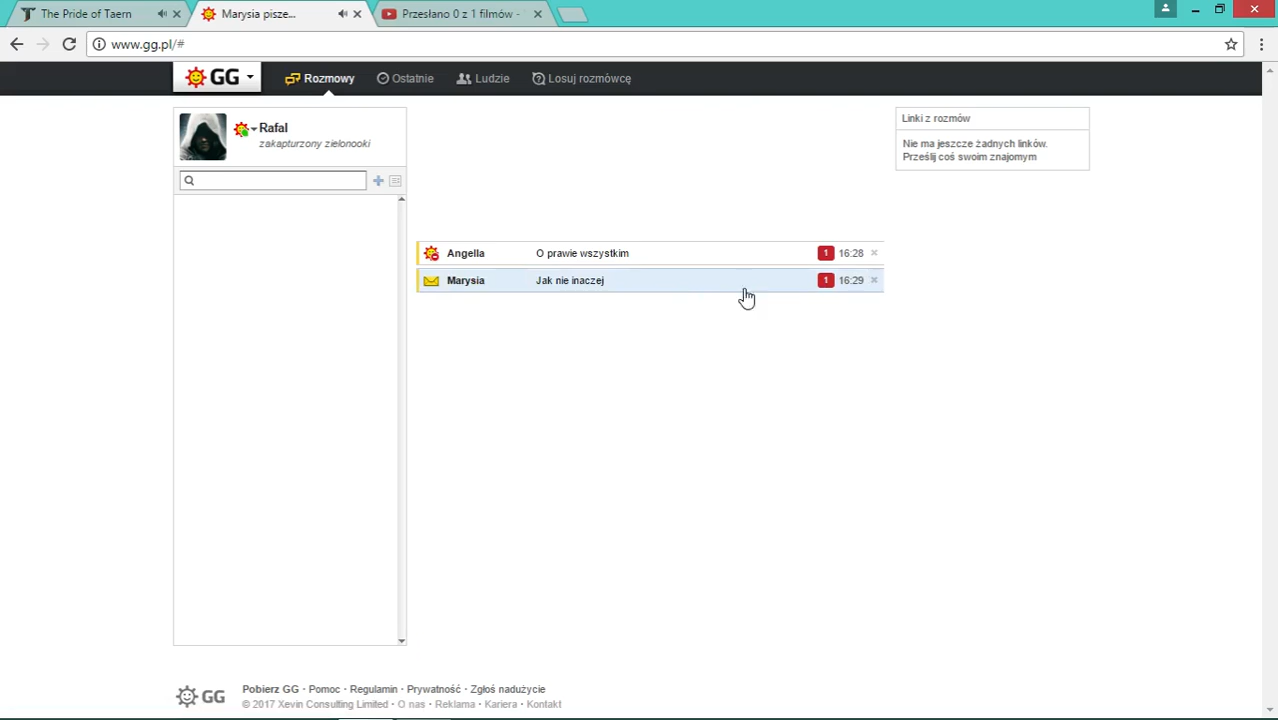 The Pride of Taern
Marysia pisze...
Przesłano 0 z 1 filmów -
www.gg.pl/#
GG
Rozmowy
Ostatnie
Ludzie
Losuj rozmówcę
Rafal
zakapturzony zielonooki
Linki z rozmów
Nie ma jeszcze żadnych linków.
Prześlij coś swoim znajomym
Angella O prawie wszystkim 1 16:28
Marysia Jak nie inaczej 1 16:29
GG
Pobierz GG · Pomoc · Regulamin · Prywatność · Zgłoś nadużycie
© 2017 Xevin Consulting Limited · O nas · Reklama · Kariera · Kontakt